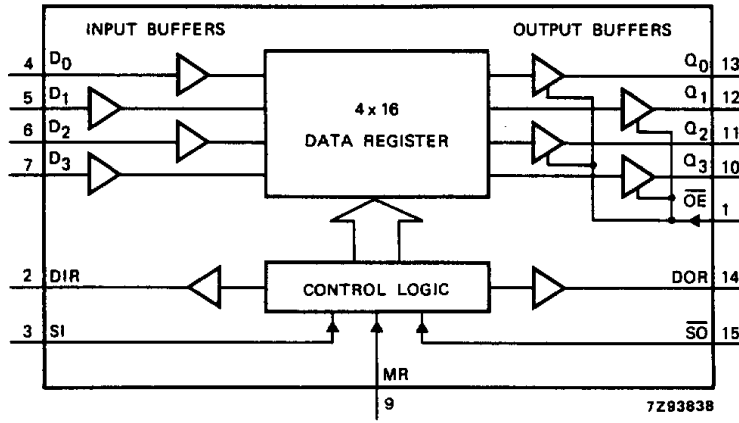 INPUT BUFFERS OUTPUT BUFFERS
4 D0 Q0 13
5 D1 4 x 16 Q1 12
6 D2 DATA REGISTER Q2 11
7 D3 Q3 10
OE 1
2 DIR CONTROL LOGIC DOR 14
3 SI SO 15
MR
9 7Z93838